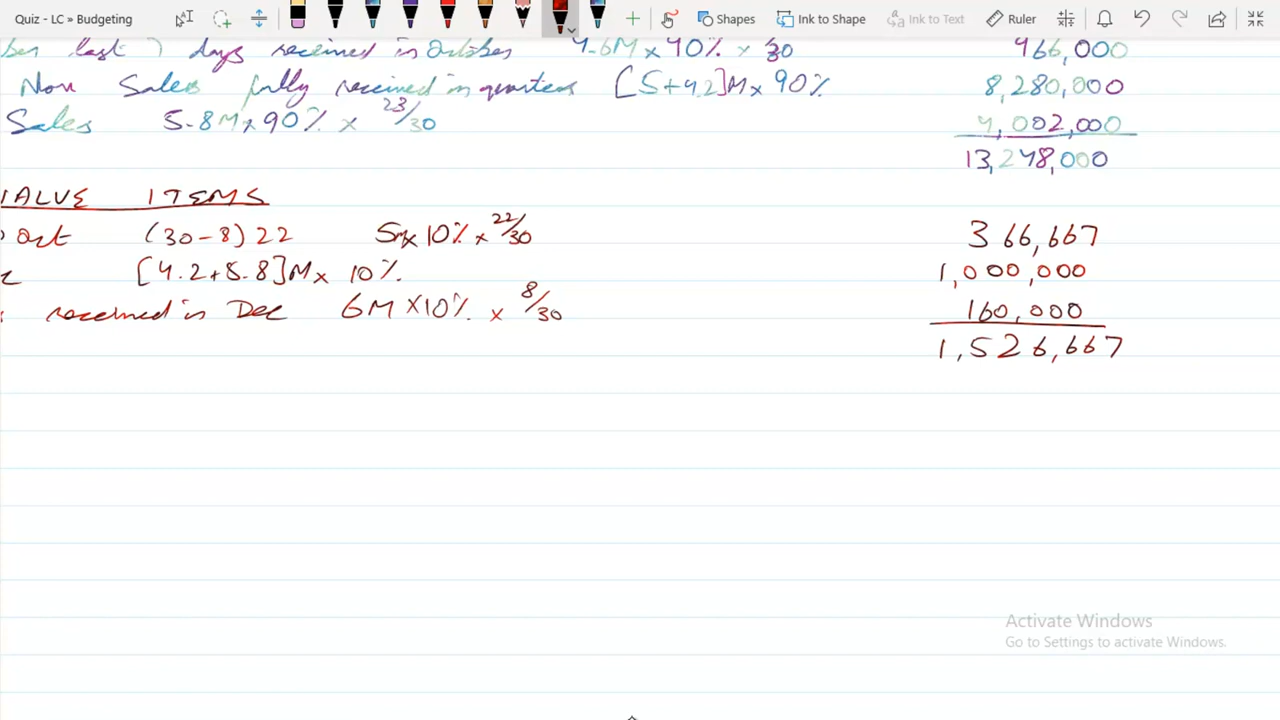 Quiz - LC » Budgeting Shapes Ink to Shape Ink to Text Ruler
last 7 days received in October 4.6M x 90% x 7/30 966,000
Nov Sales fully received in quarters [5+4.2]M x 90% 8,280,000
Sales 5.8M x 90% x 23/30 4,002,000
13,248,000
VALUE ITEMS
Oct (30-8) 22 5m x 10% x 22/30 366,667
[4.2+5.8]M x 10% 1,000,000
received in Dec 6M x 10% x 8/30 160,000
1,526,667
Activate Windows
Go to Settings to activate Windows.